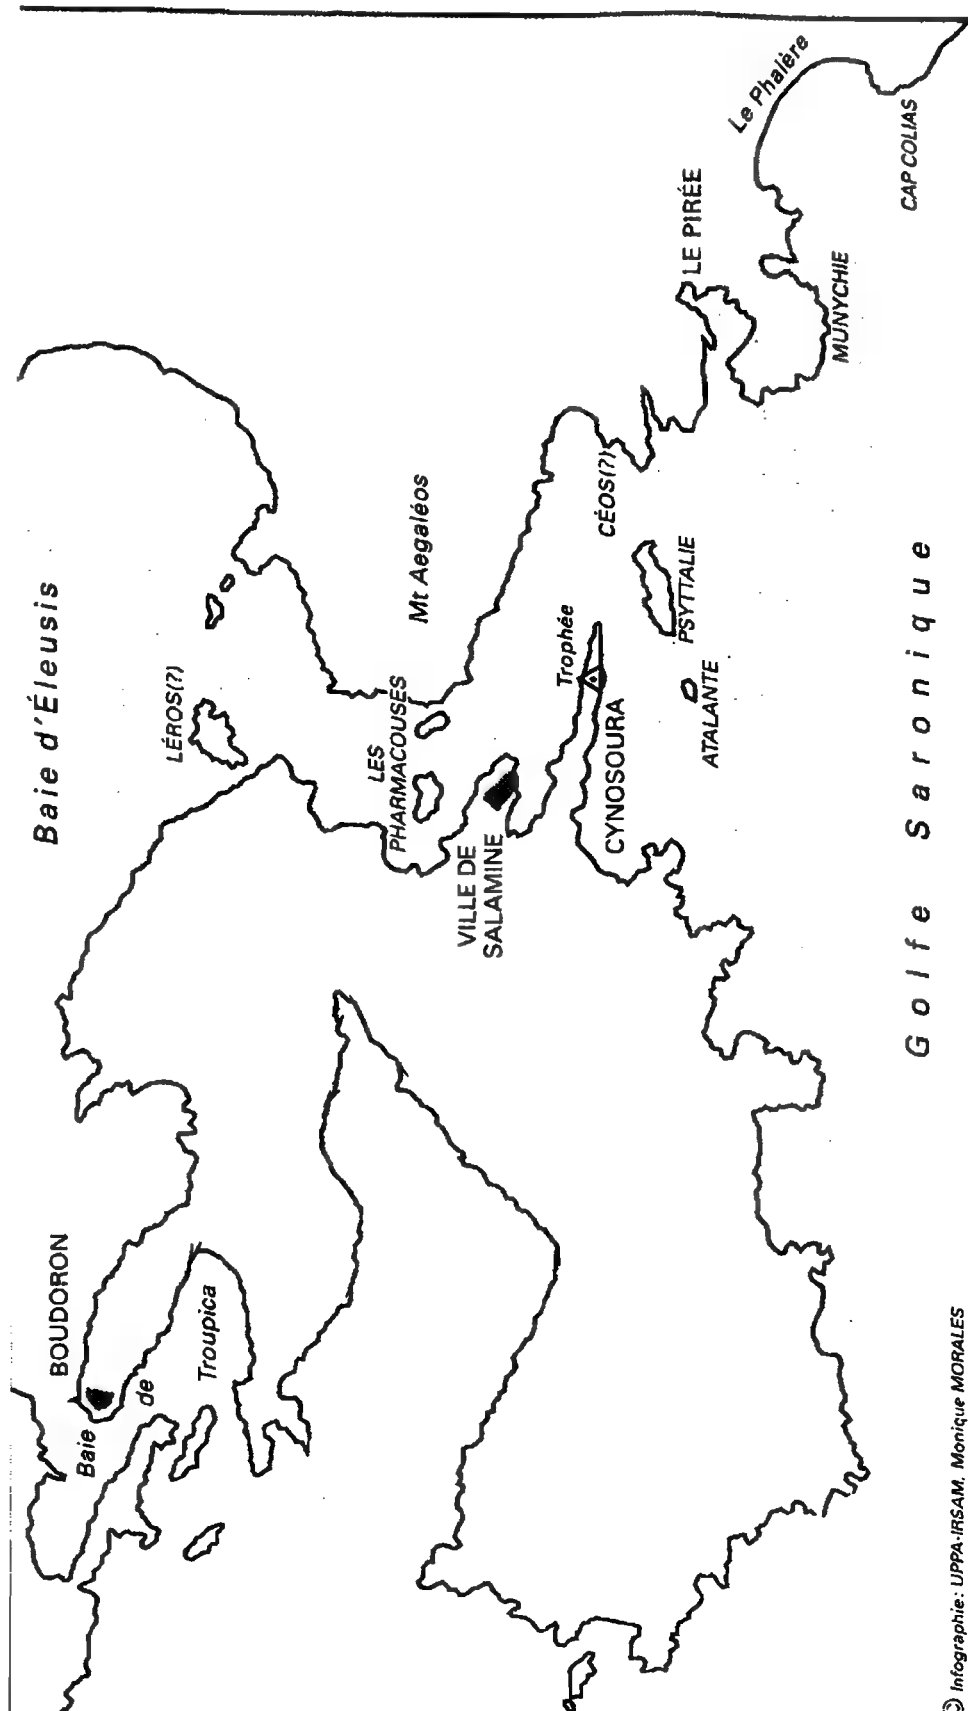 Baie d'Éleusis
BOUDORON
Baie
de
Troupica
LÉROS(?)
LES
PHARMACOUSES
Mt Aegaléos
VILLE DE
SALAMINE
Trophée
CYNOSOURA
CÉOS(?)
PSYTTALIE
ATALANTE
LE PIRÉE
Le Phalère
MUNYCHIE
CAP COLIAS
Golfe Saronique
© Infographie: UPPA-IRSAM, Monique MORALES